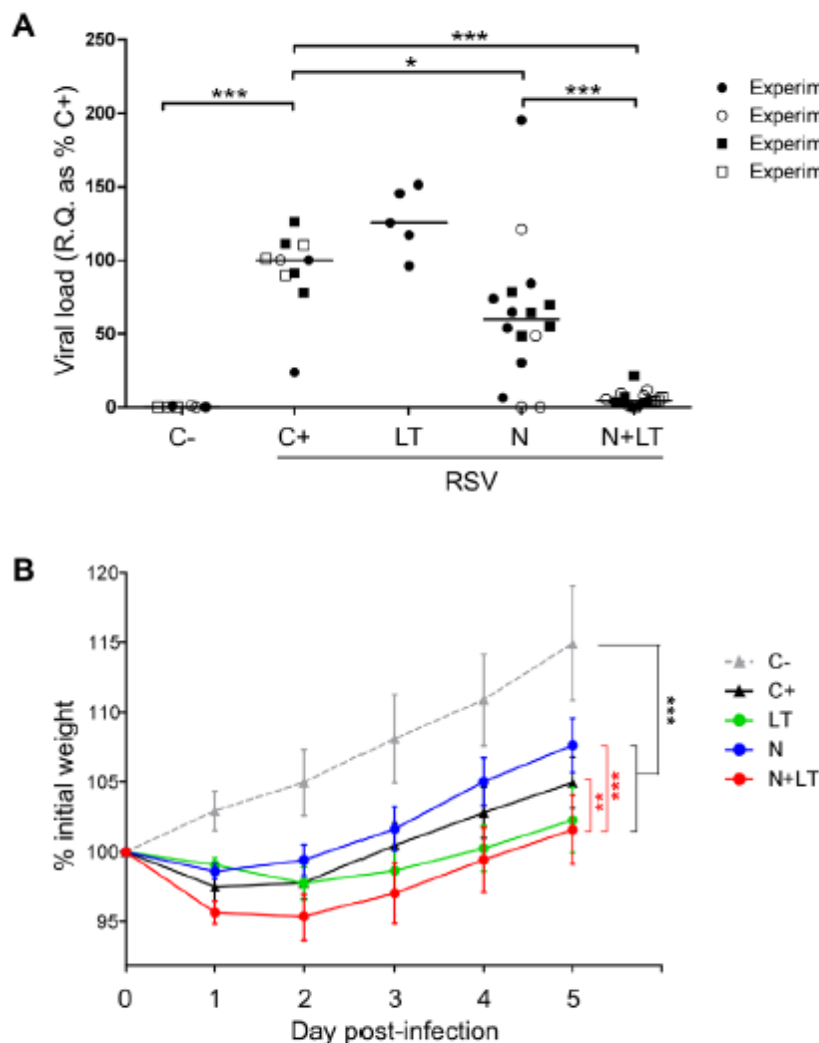 A
250
200
150
100
50
0
Viral load (R.Q. as % C+)
***
*
***
***
Experim
Experim
Experim
Experim
C- C+ LT N N+LT
RSV
B
120
115
110
105
100
95
% initial weight
***
**
***
C-
C+
LT
N
N+LT
0 1 2 3 4 5
Day post-infection